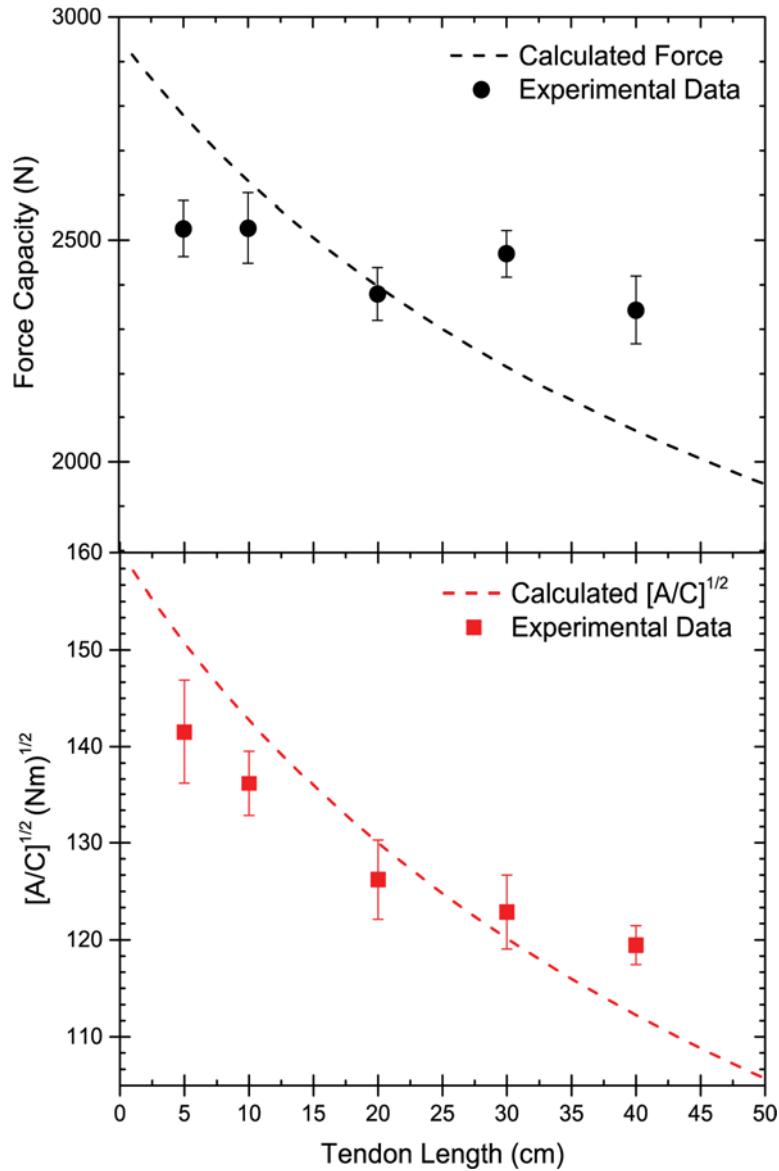 3000
2500
2000
Force Capacity (N)
Calculated Force
Experimental Data
160
150
140
130
120
110
[A/C]1/2 (Nm)1/2
Calculated [A/C]1/2
Experimental Data
0 5 10 15 20 25 30 35 40 45 50
Tendon Length (cm)